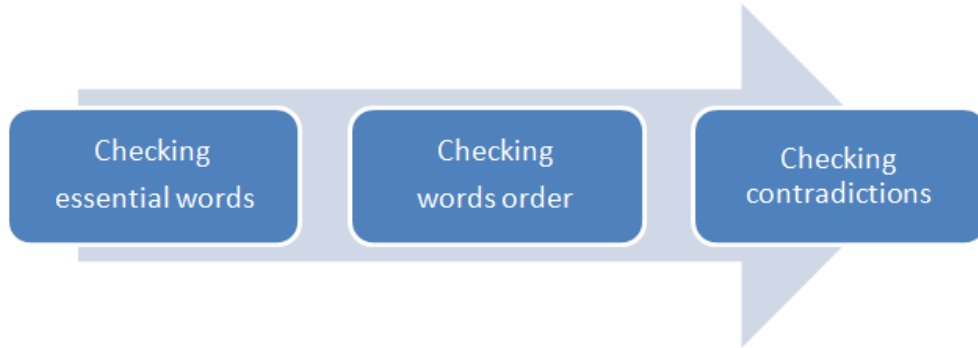 Checking
essential words
Checking
words order
Checking
contradictions